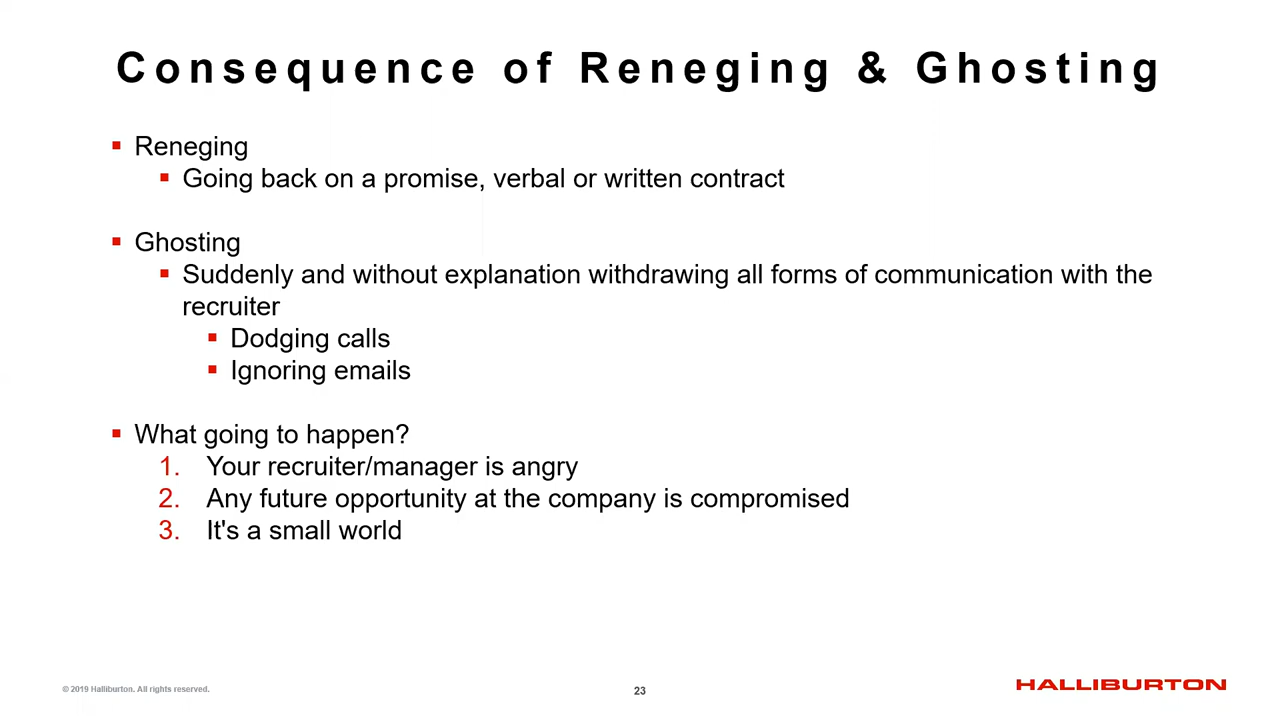 Consequence of Reneging & Ghosting
▪ Reneging
▪ Going back on a promise, verbal or written contract
▪ Ghosting
▪ Suddenly and without explanation withdrawing all forms of communication with the
recruiter
▪ Dodging calls
▪ Ignoring emails
▪ What going to happen?
1. Your recruiter/manager is angry
2. Any future opportunity at the company is compromised
3. It's a small world
© 2019 Halliburton. All rights reserved.
23
HALLIBURTON